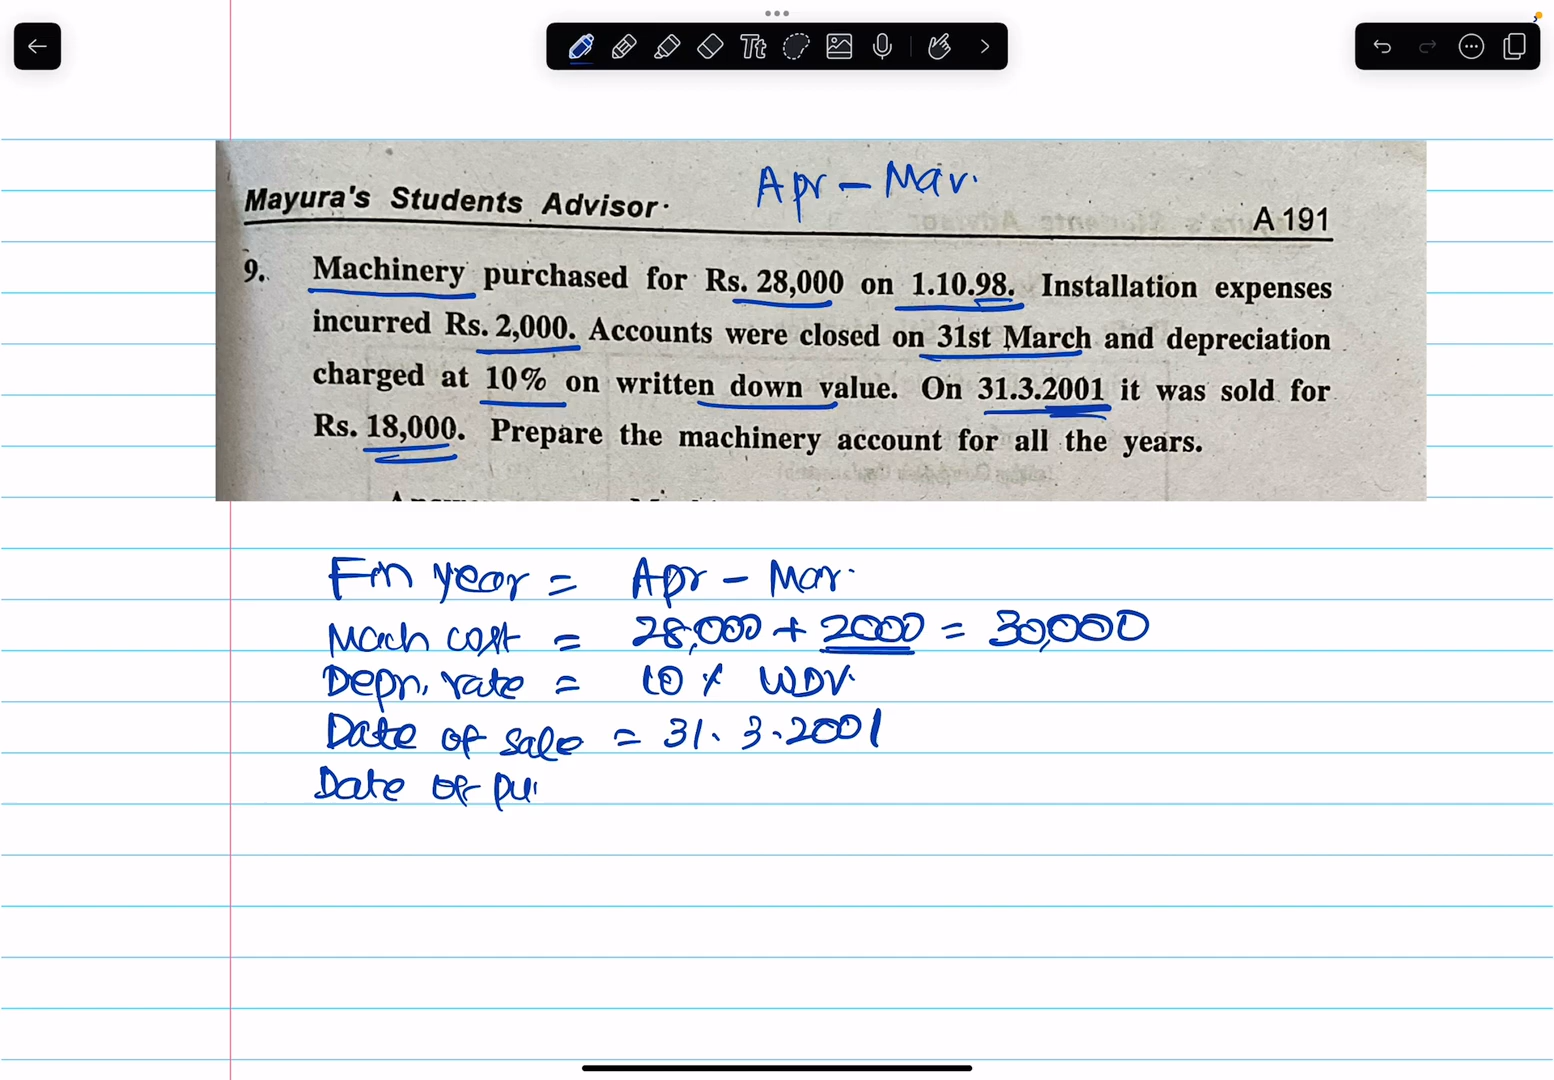 Tt
Apr – Mar.
Mayura's Students Advisor
A 191
9. Machinery purchased for Rs. 28,000 on 1.10.98. Installation expenses
incurred Rs. 2,000. Accounts were closed on 31st March and depreciation
charged at 10% on written down value. On 31.3.2001 it was sold for
Rs. 18,000. Prepare the machinery account for all the years.
Fin year = Apr – Mar.
Mach cost = 28,000 + 2000 = 30,000
Depn. rate = 10 % WDV.
Date of sale = 31. 3. 2001
Date of pur